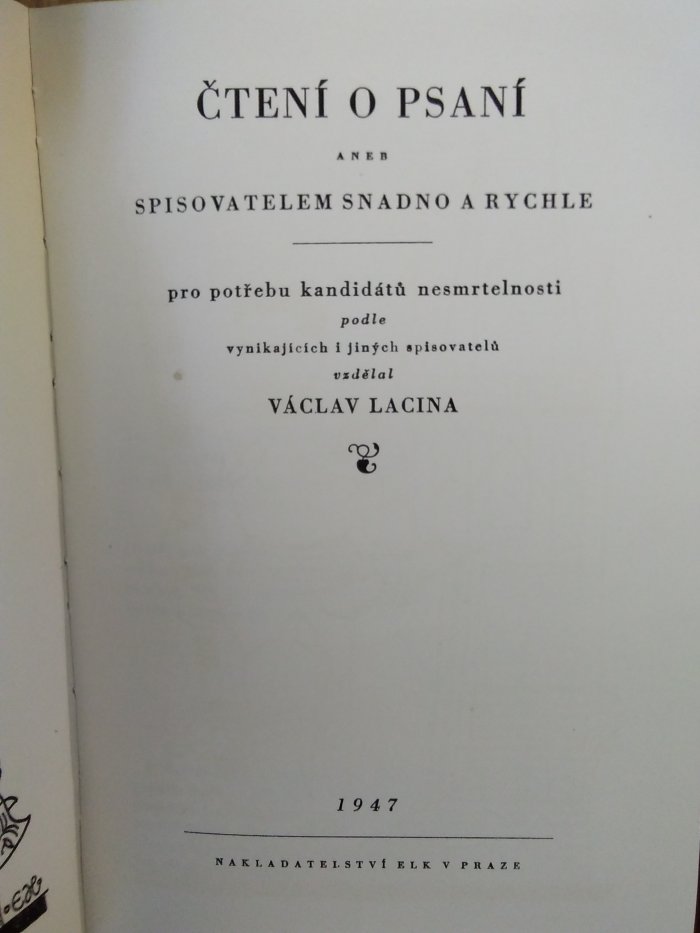 ČTENÍ O PSANÍ
ANEB
SPISOVATELEM SNADNO A RYCHLE
pro potřebu kandidátů nesmrtelnosti
podle
vynikajících i jiných spisovatelů
vzdělal
VÁCLAV LACINA
1947
NAKLADATELSTVÍ ELK V PRAZE